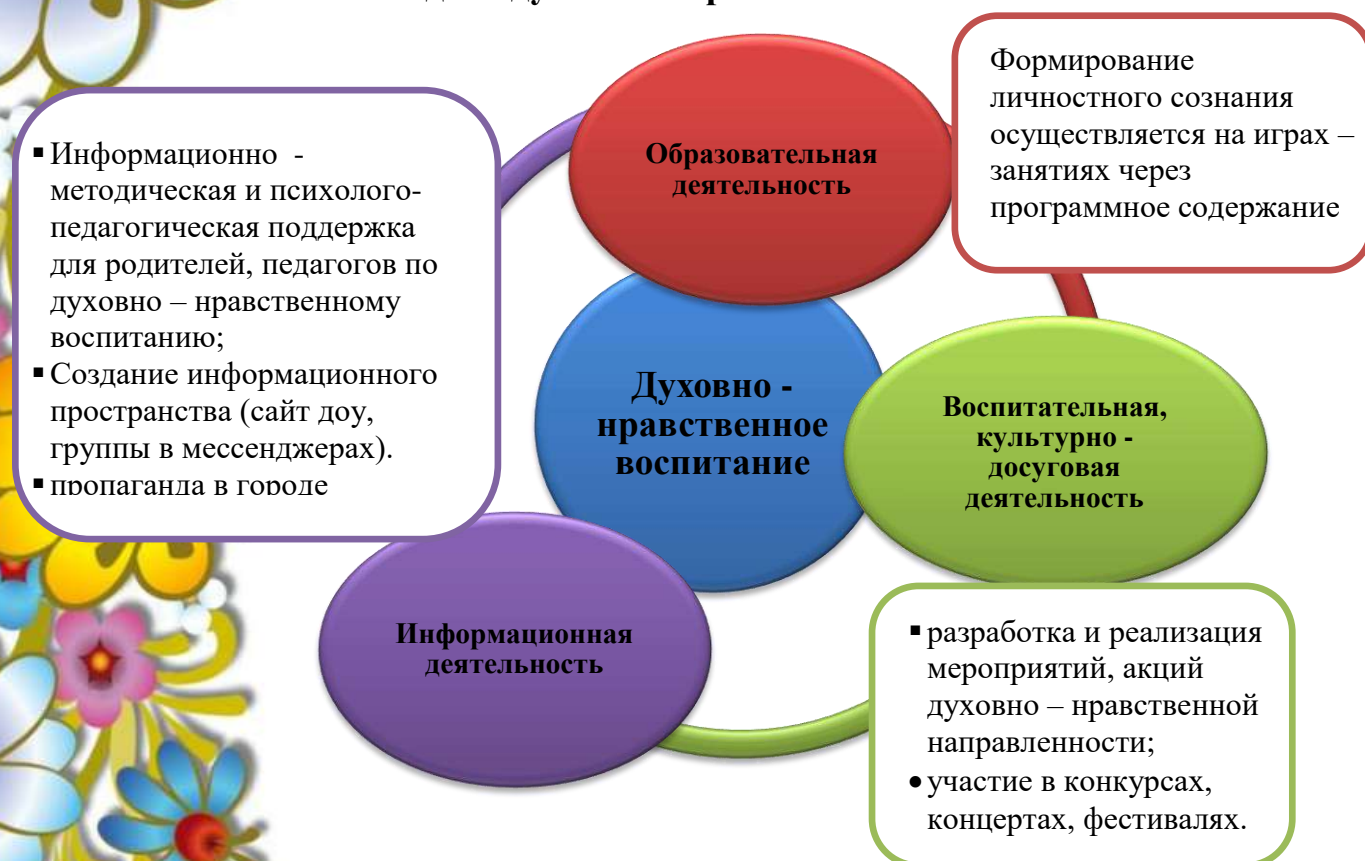 Формирование
личностного сознания
осуществляется на играх –
занятиях через
программное содержание
Образовательная
деятельность
▪ Информационно -
методическая и психолого-
педагогическая поддержка
для родителей, педагогов по
духовно – нравственному
воспитанию;
▪ Создание информационного
пространства (сайт доу,
группы в мессенджерах).
▪ пропаганда в городе
Духовно -
нравственное
воспитание
Воспитательная,
культурно -
досуговая
деятельность
Информационная
деятельность
▪ разработка и реализация
мероприятий, акций
духовно – нравственной
направленности;
• участие в конкурсах,
концертах, фестивалях.